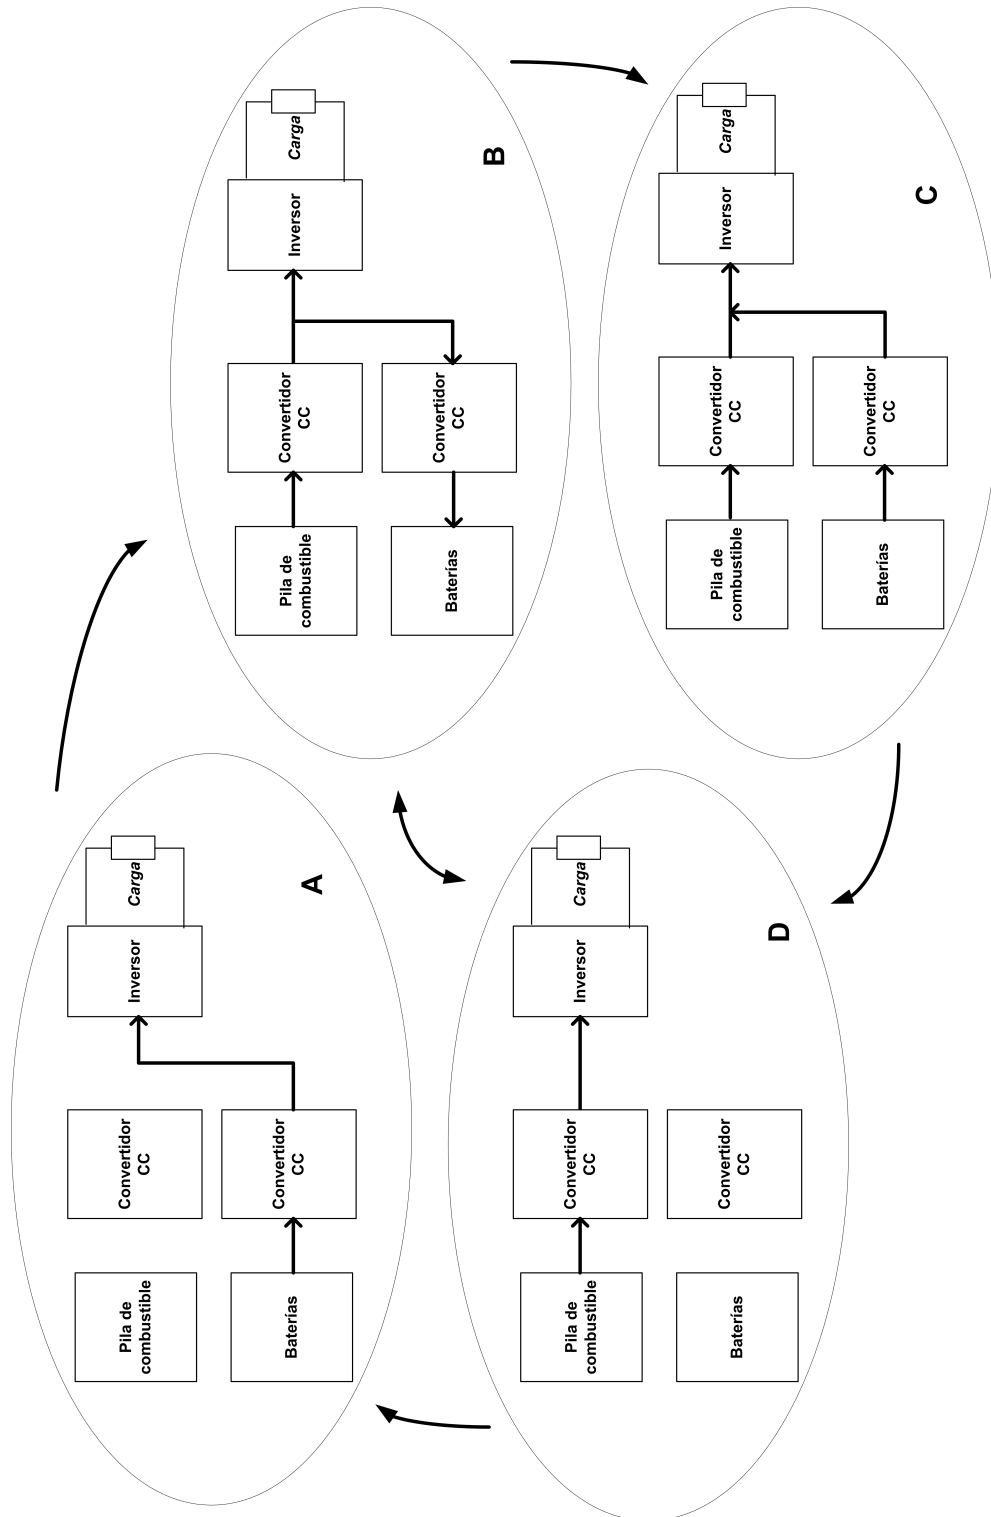 Pila de
combustible
Convertidor
CC
Inversor
Carga
Baterías
Convertidor
CC
A
Pila de
combustible
Convertidor
CC
Inversor
Carga
Baterías
Convertidor
CC
B
Pila de
combustible
Convertidor
CC
Inversor
Carga
Baterías
Convertidor
CC
D
Pila de
combustible
Convertidor
CC
Inversor
Carga
Baterías
Convertidor
CC
C